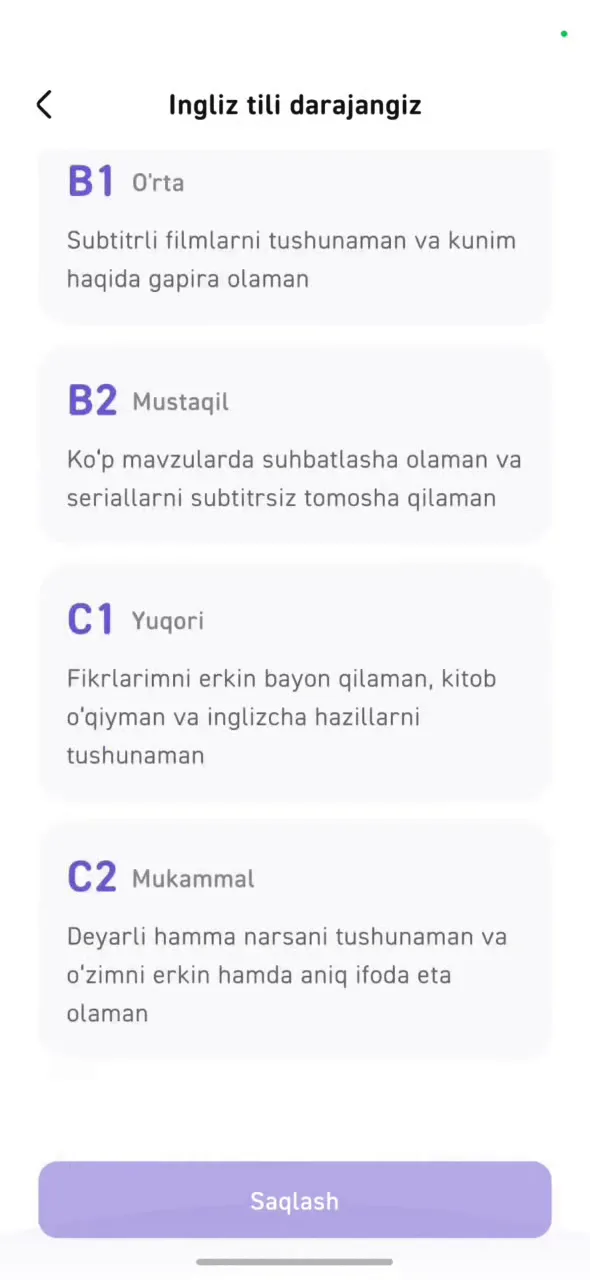 Ingliz tili darajangiz
B1 O'rta
Subtitrli filmlarni tushunaman va kunim
haqida gapira olaman
B2 Mustaqil
Ko'p mavzularda suhbatlasha olaman va
seriallarni subtitrsiz tomosha qilaman
C1 Yuqori
Fikrlarimni erkin bayon qilaman, kitob
o'qiyman va inglizcha hazillarni
tushunaman
C2 Mukammal
Deyarli hamma narsani tushunaman va
o'zimni erkin hamda aniq ifoda eta
olaman
Saqlash